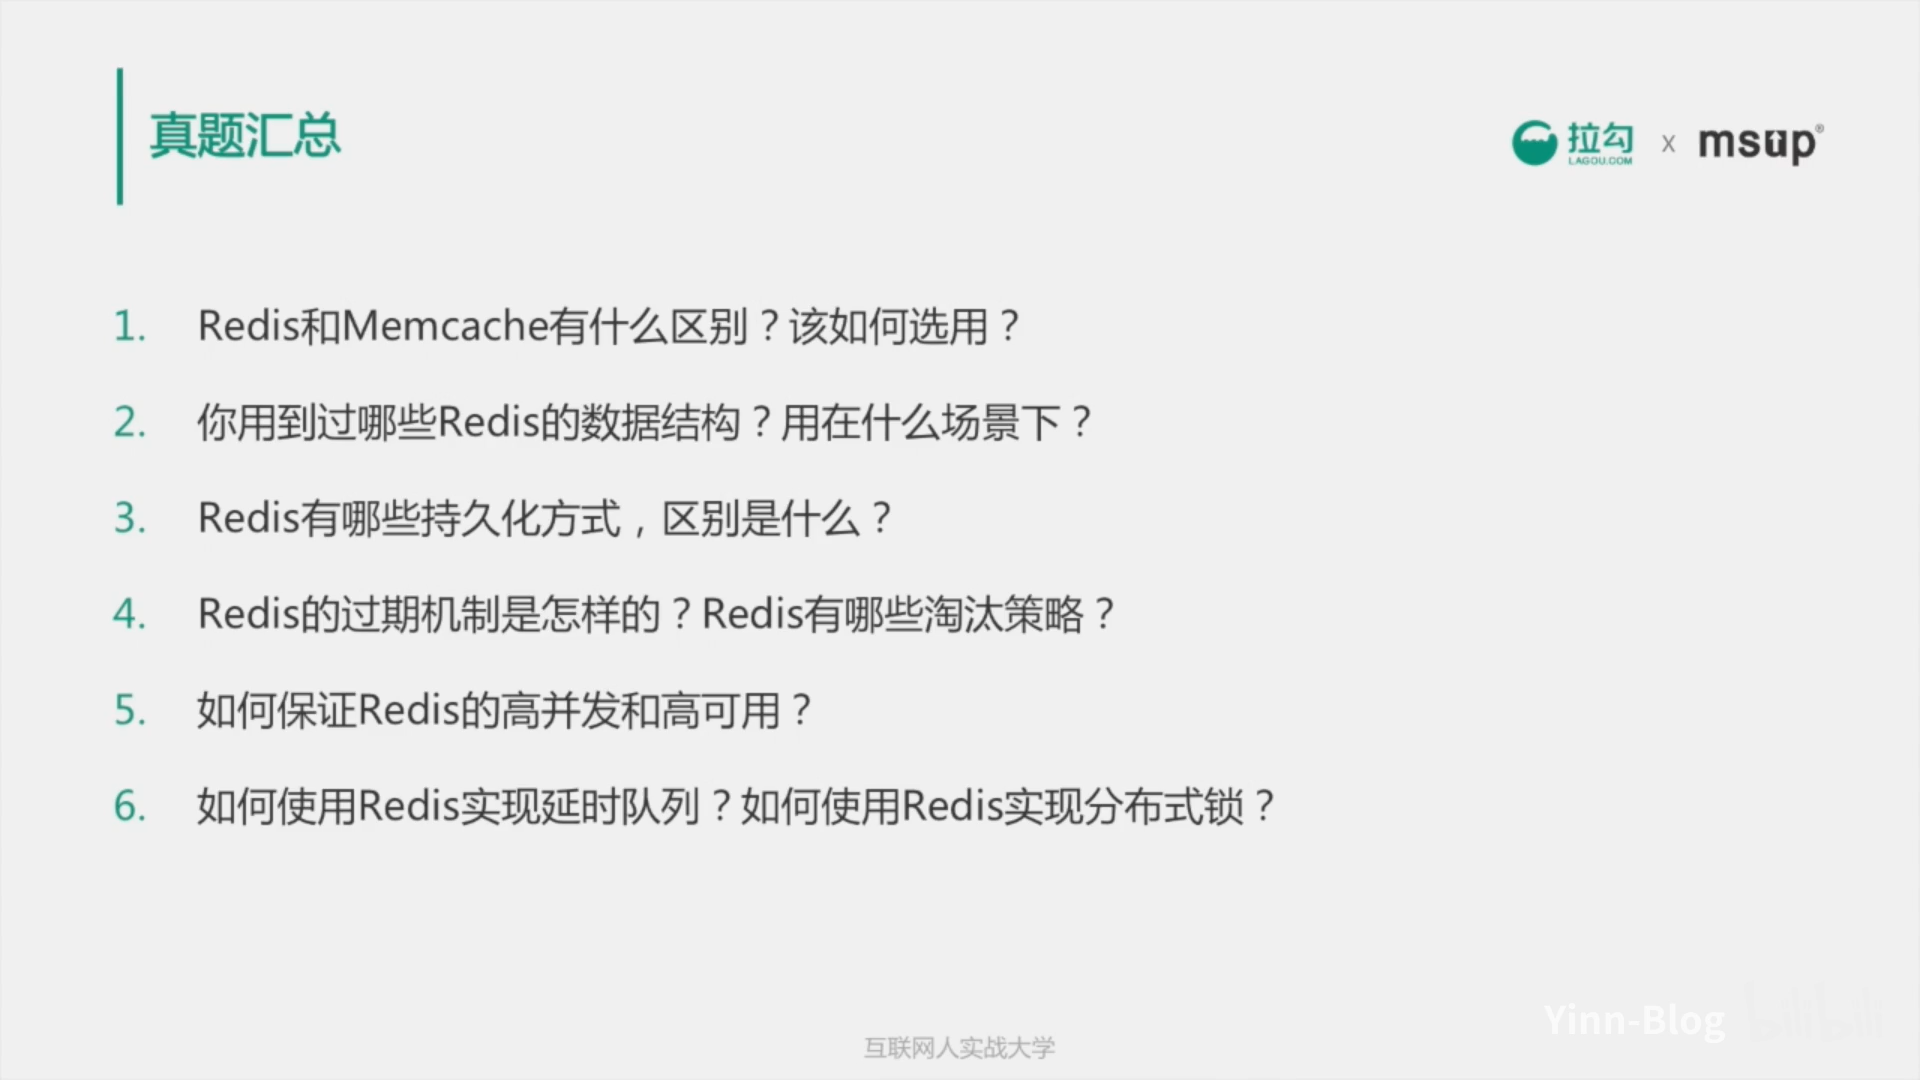 真题汇总
拉勾
LAGOU.COM
x
msup®
1. Redis和Memcache有什么区别？该如何选用？
2. 你用到过哪些Redis的数据结构？用在什么场景下？
3. Redis有哪些持久化方式，区别是什么？
4. Redis的过期机制是怎样的？Redis有哪些淘汰策略？
5. 如何保证Redis的高并发和高可用？
6. 如何使用Redis实现延时队列？如何使用Redis实现分布式锁？
Yinn-Blog
bilibili
互联网人实战大学